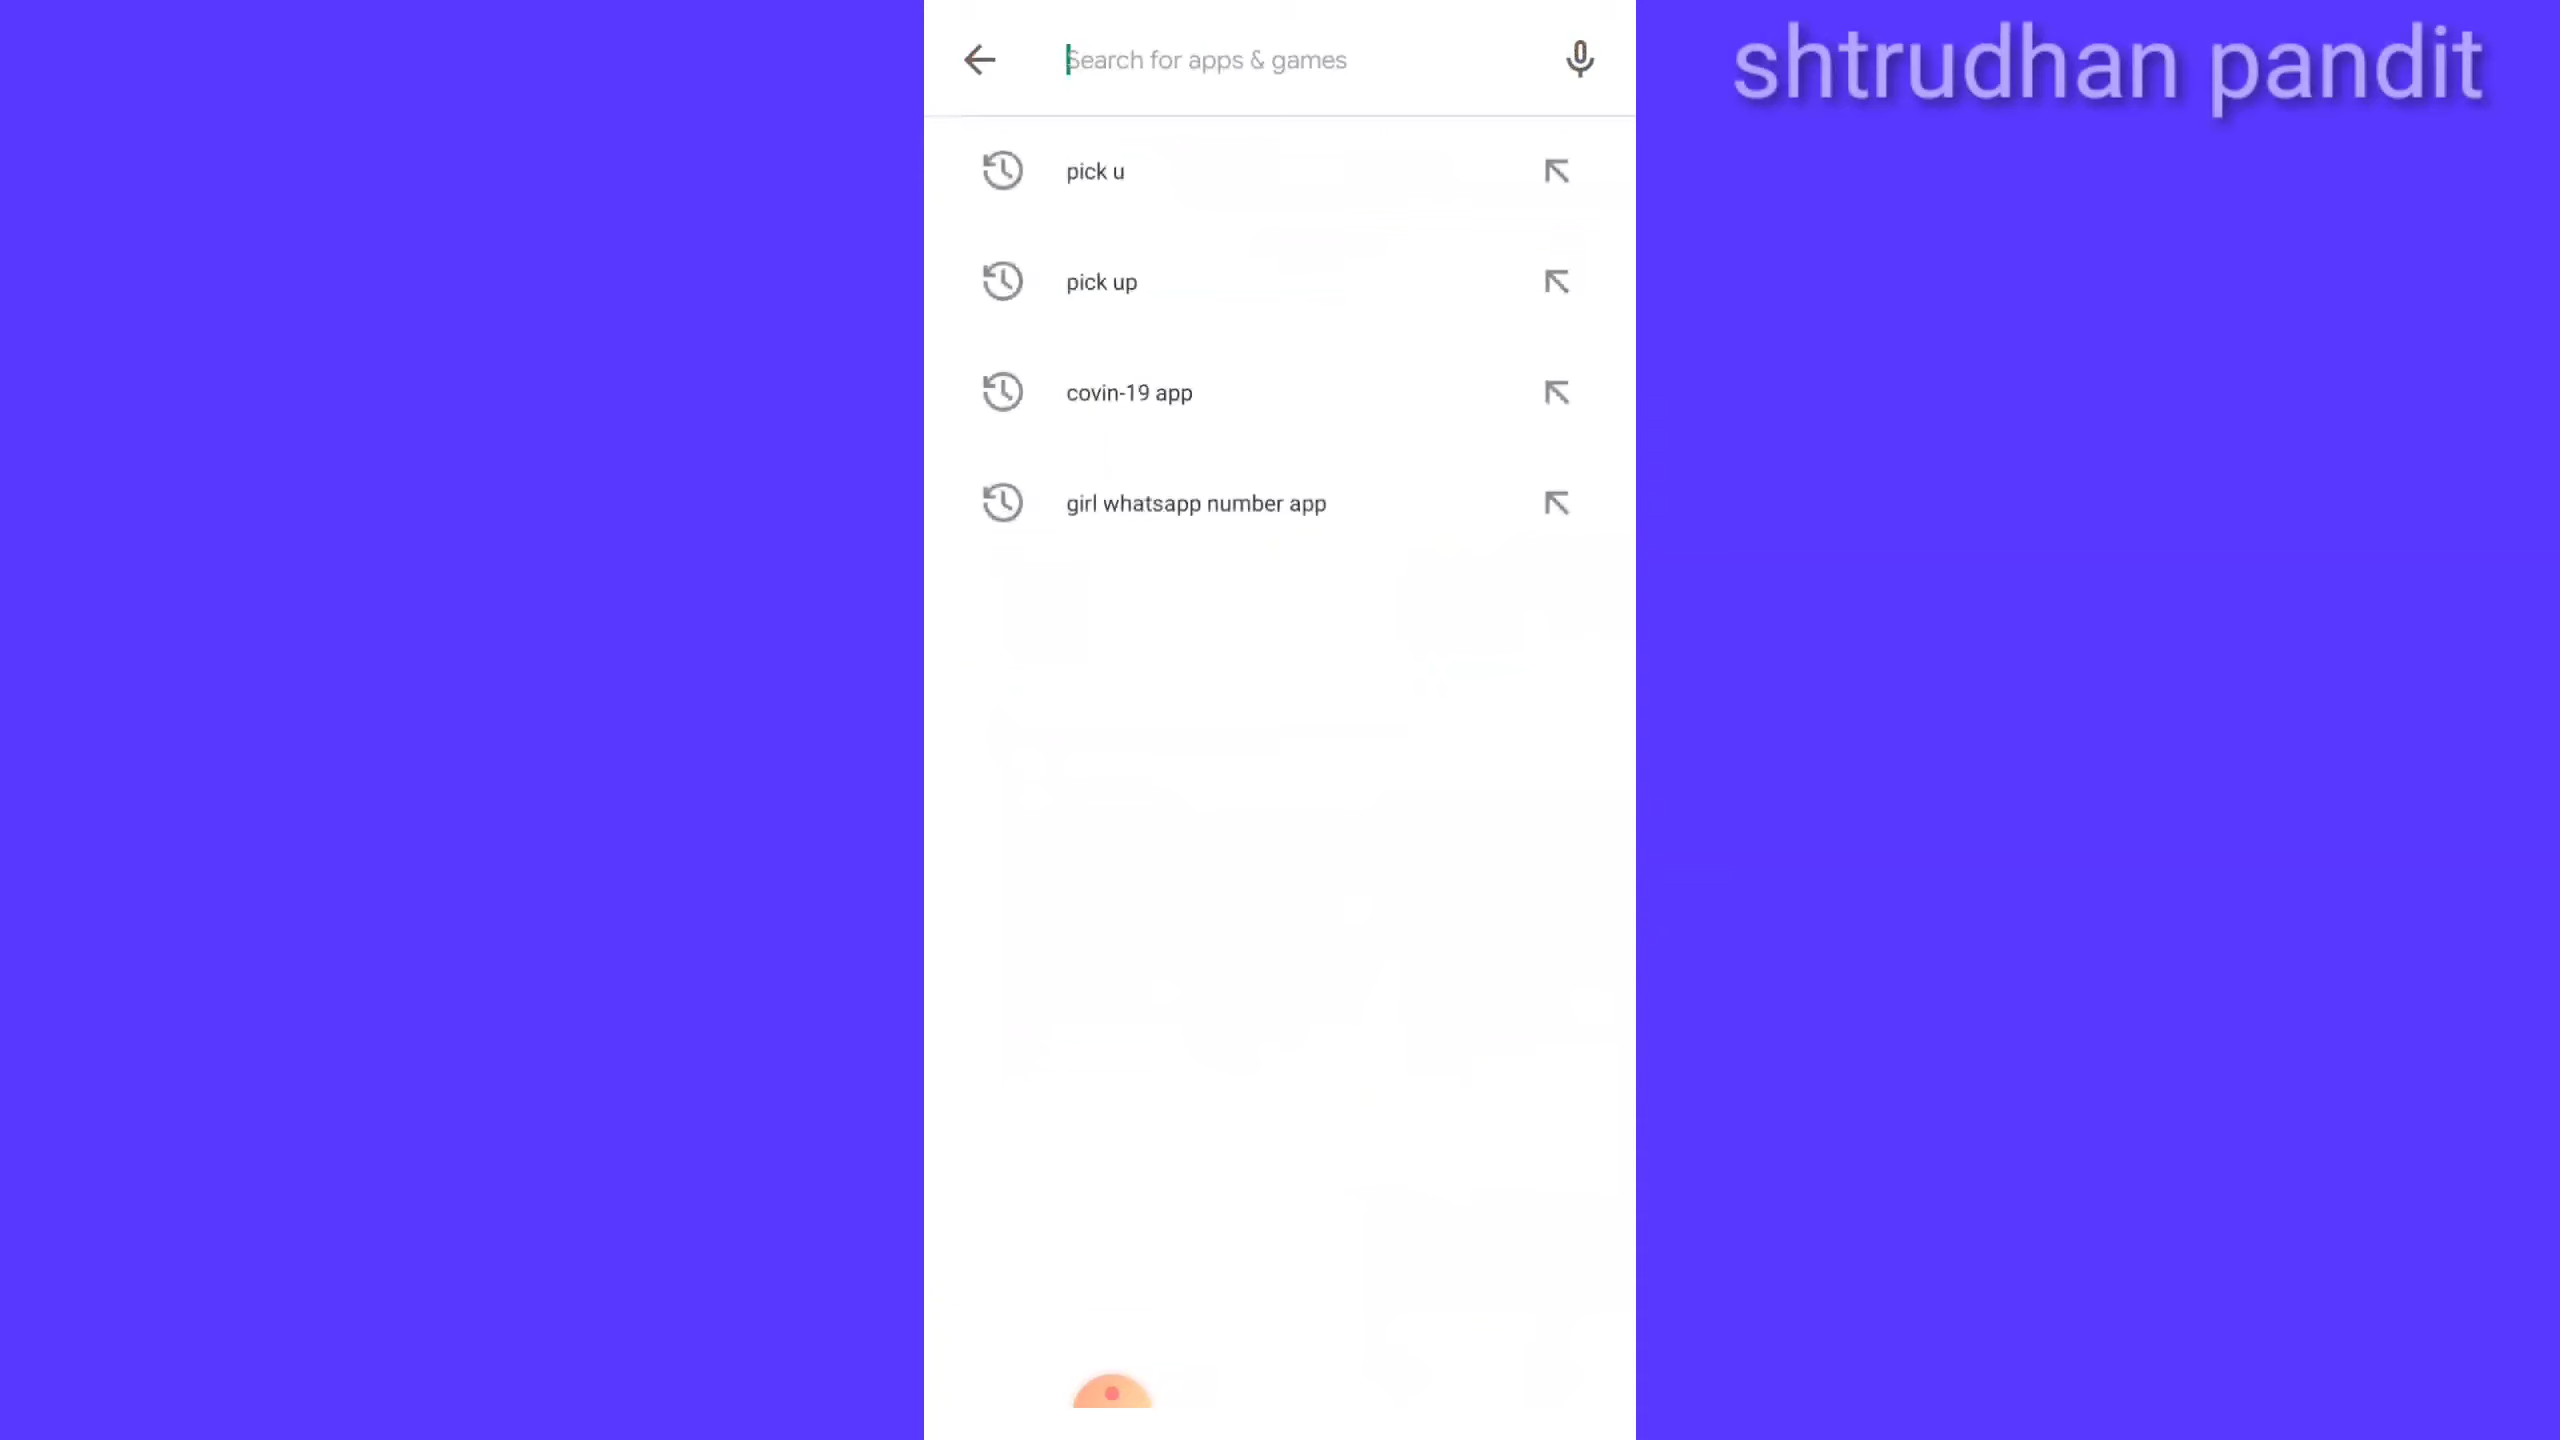 Search for apps & games
shtrudhan pandit
pick u
pick up
covin-19 app
girl whatsapp number app